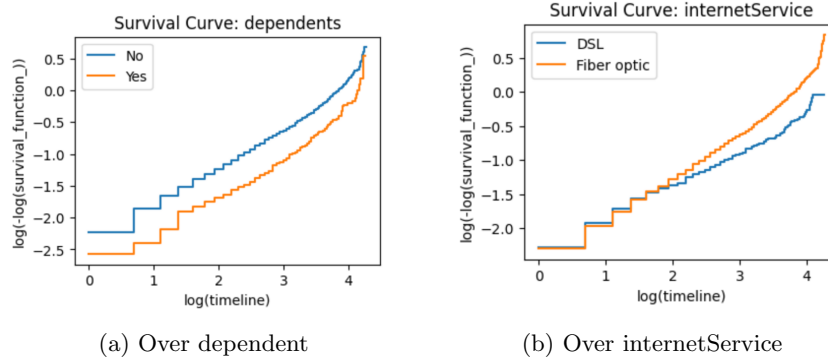 Survival Curve: dependents
log(-log(survival_function_))
0.5
0.0
−0.5
−1.0
−1.5
−2.0
−2.5
No
Yes
0 1 2 3 4
log(timeline)
(a) Over dependent
Survival Curve: internetService
log(-log(survival_function_))
0.5
0.0
−0.5
−1.0
−1.5
−2.0
DSL
Fiber optic
0 1 2 3 4
log(timeline)
(b) Over internetService